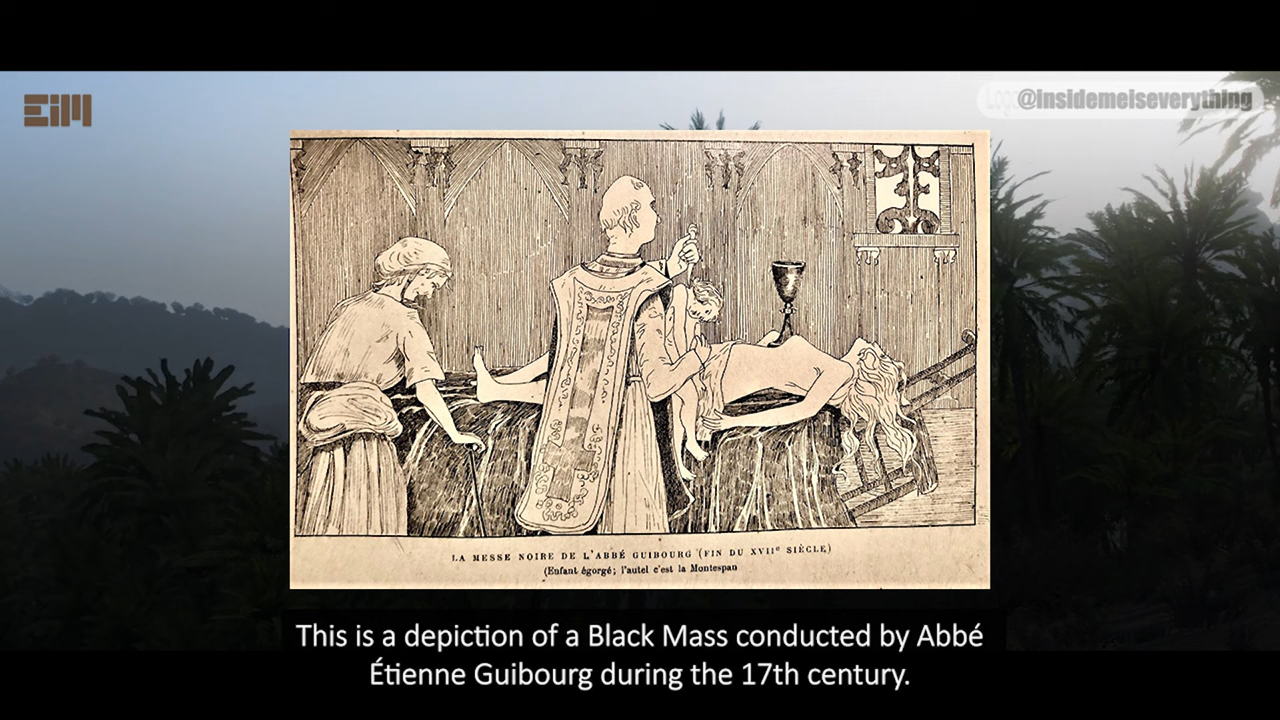 EiM
@insidemeiseverything
LA MESSE NOIRE DE L'ABBÉ GUIBOURG (FIN DU XVIIe SIÈCLE)
(Enfant égorgé; l'autel c'est la Montespan
This is a depiction of a Black Mass conducted by Abbé
Étienne Guibourg during the 17th century.